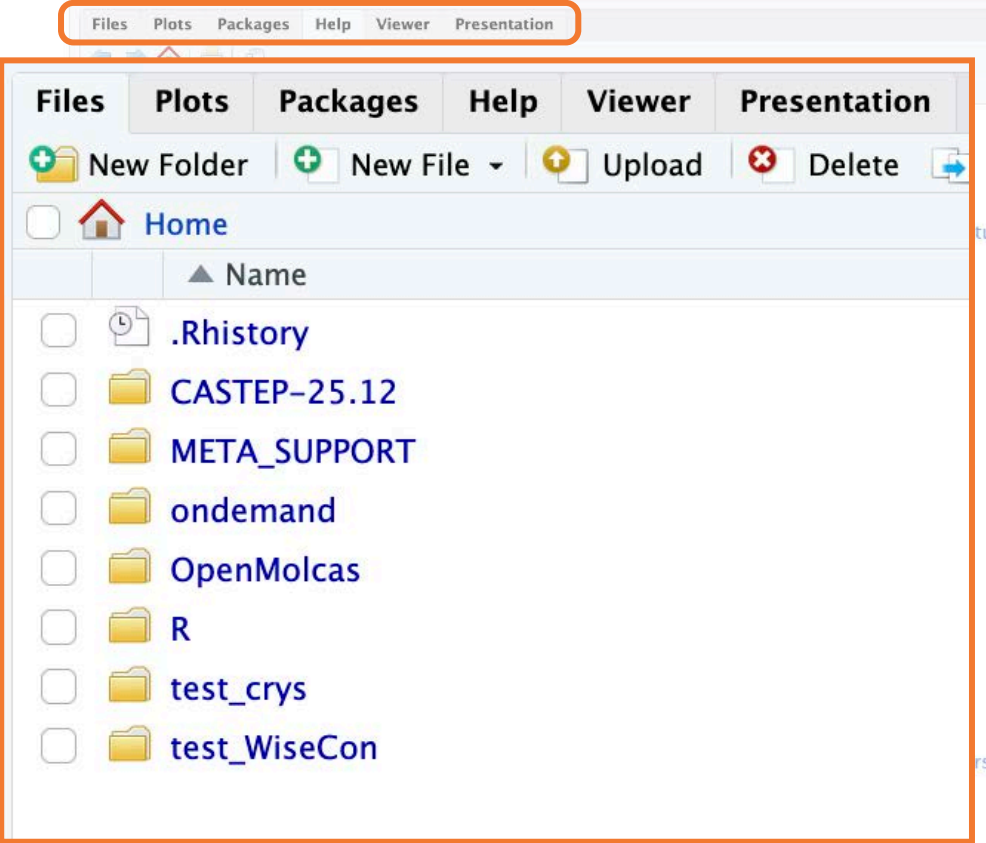 Files Plots Packages Help Viewer Presentation
Files Plots Packages Help Viewer Presentation
New Folder New File Upload Delete
Home
Name
.Rhistory
CASTEP-25.12
META_SUPPORT
ondemand
OpenMolcas
R
test_crys
test_WiseCon